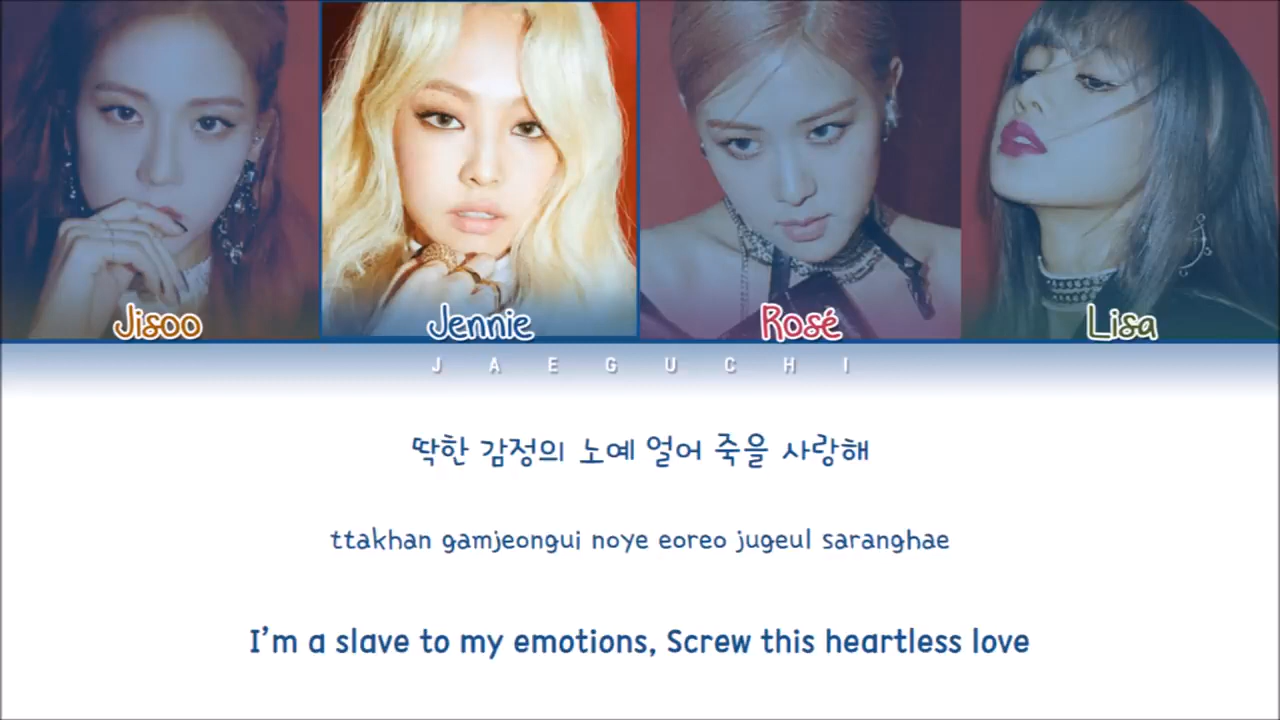 Jisoo Jennie Rosé Lisa
JAEGUCHI
딱한 감정의 노예 얼어 죽을 사랑해
ttakhan gamjeongui noye eoreo jugeul saranghae
I'm a slave to my emotions, Screw this heartless love